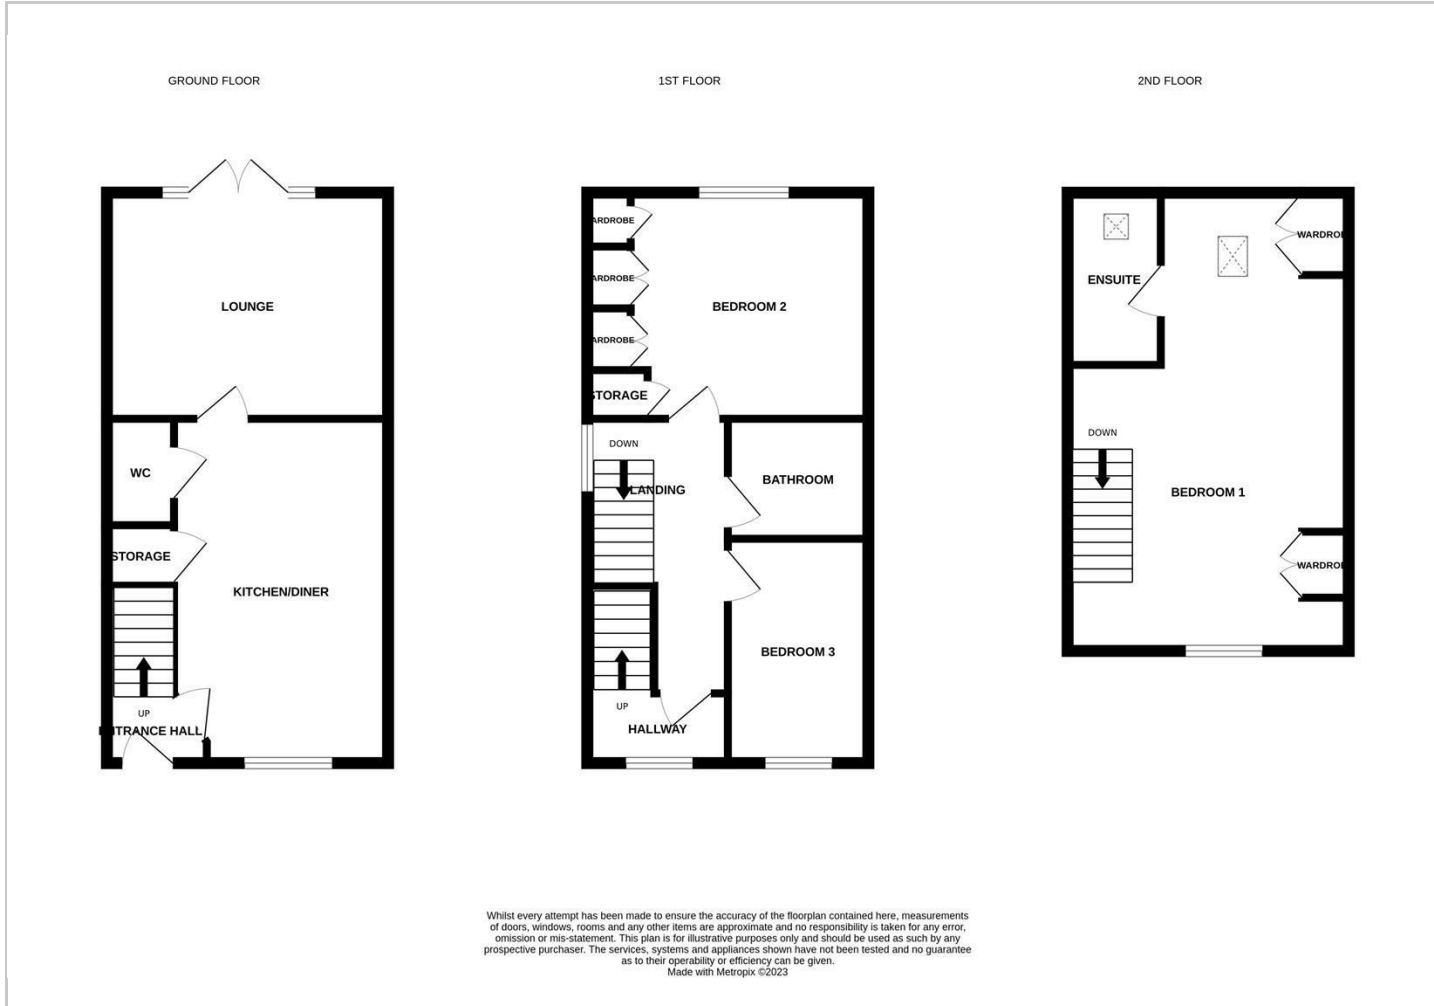 GROUND FLOOR
1ST FLOOR
2ND FLOOR
LOUNGE
WC
STORAGE
KITCHEN/DINER
UP
ENTRANCE HALL
ARDROBE
ARDROBE
ARDROBE
BEDROOM 2
STORAGE
DOWN
LANDING
BATHROOM
BEDROOM 3
UP
HALLWAY
WARDROB
ENSUITE
DOWN
BEDROOM 1
WARDROB
Whilst every attempt has been made to ensure the accuracy of the floorplan contained here, measurements
of doors, windows, rooms and any other items are approximate and no responsibility is taken for any error,
omission or mis-statement. This plan is for illustrative purposes only and should be used as such by any
prospective purchaser. The services, systems and appliances shown have not been tested and no guarantee
as to their operability or efficiency can be given.
Made with Metropix ©2023